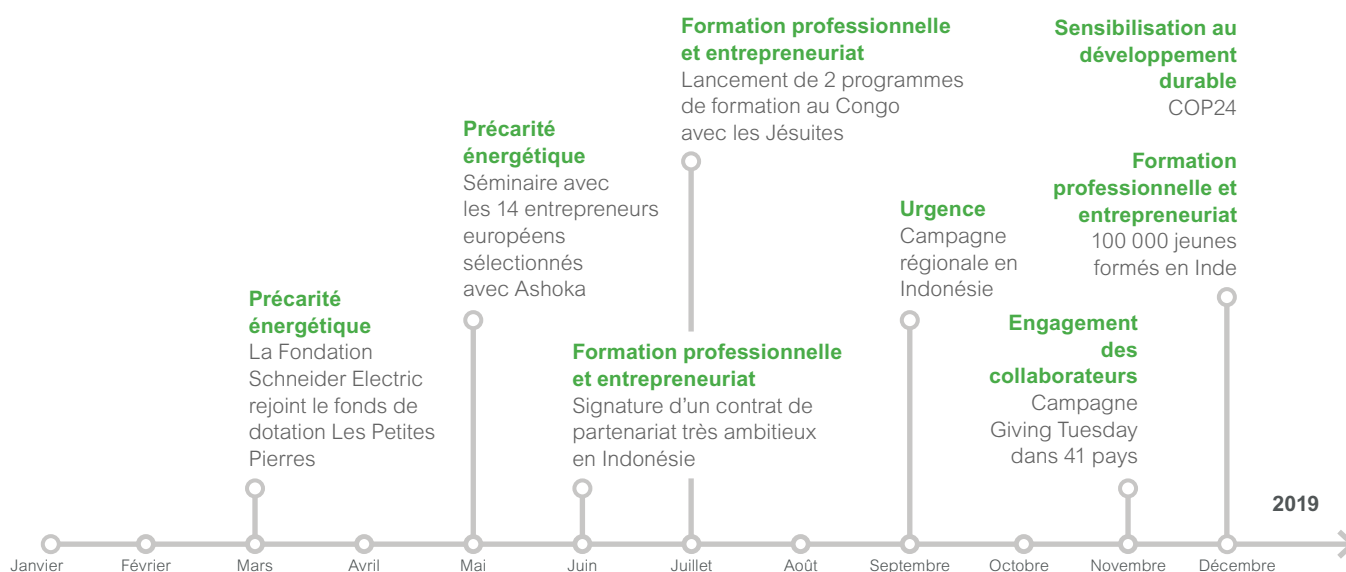 Formation professionnelle
et entrepreneuriat
Lancement de 2 programmes
de formation au Congo
avec les Jésuites
Sensibilisation au
développement
durable
COP24
Précarité
énergétique
Séminaire avec
les 14 entrepreneurs
européens
sélectionnés
avec Ashoka
Formation
professionnelle et
entrepreneuriat
100 000 jeunes
formés en Inde
Urgence
Campagne
régionale en
Indonésie
Précarité
énergétique
La Fondation
Schneider Electric
rejoint le fonds de
dotation Les Petites
Pierres
Formation professionnelle
et entrepreneuriat
Signature d’un contrat de
partenariat très ambitieux
en Indonésie
Engagement
des
collaborateurs
Campagne
Giving Tuesday
dans 41 pays
2019
Janvier Février Mars Avril Mai Juin Juillet Août Septembre Octobre Novembre Décembre